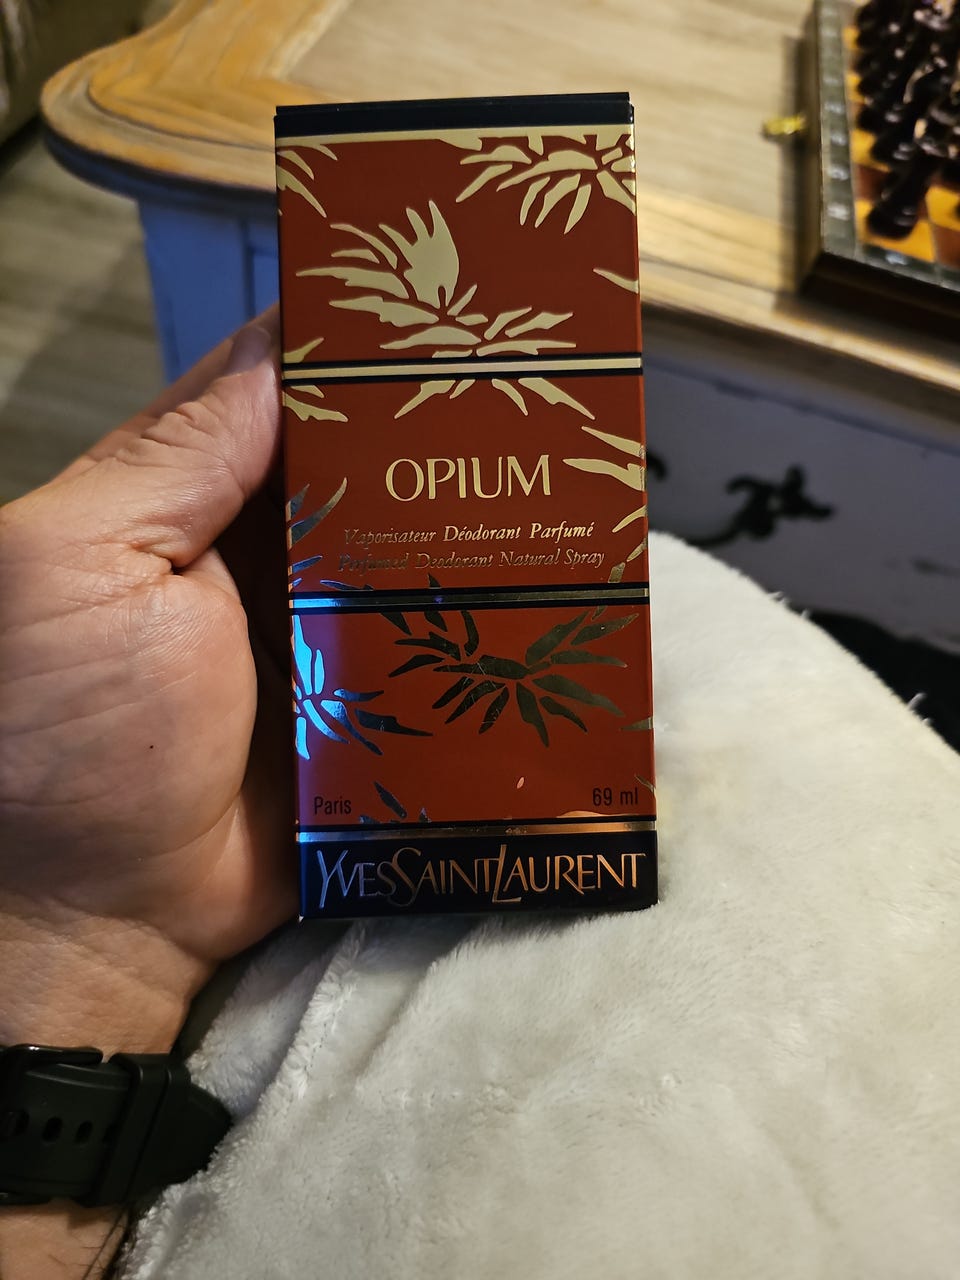 OPIUM
Vaporisateur Déodorant Parfumé
Perfumed Deodorant Natural Spray
Paris
69 ml
YVESSAINTLAURENT